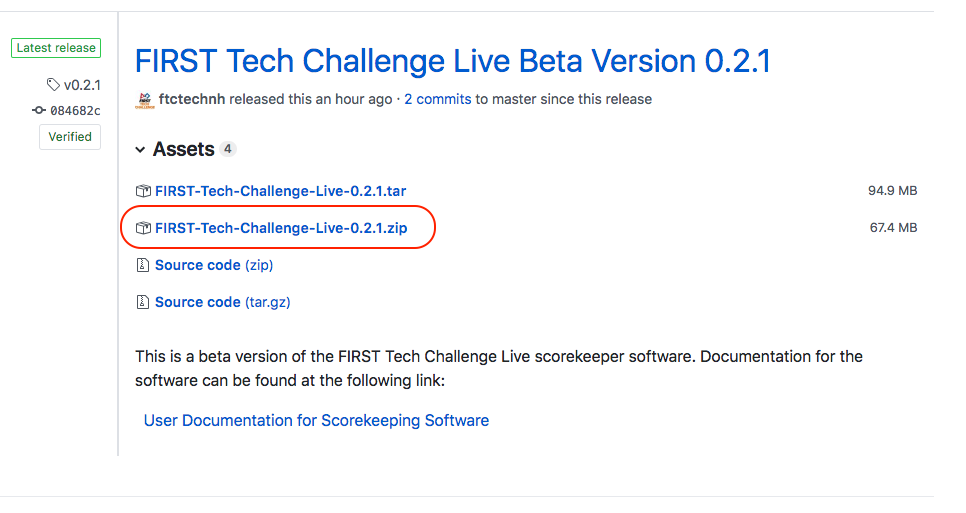 Latest release
v0.2.1
084682c
Verified
FIRST Tech Challenge Live Beta Version 0.2.1
ftctechnh released this an hour ago · 2 commits to master since this release
Assets 4
FIRST-Tech-Challenge-Live-0.2.1.tar 94.9 MB
FIRST-Tech-Challenge-Live-0.2.1.zip 67.4 MB
Source code (zip)
Source code (tar.gz)
This is a beta version of the FIRST Tech Challenge Live scorekeeper software. Documentation for the
software can be found at the following link:
User Documentation for Scorekeeping Software